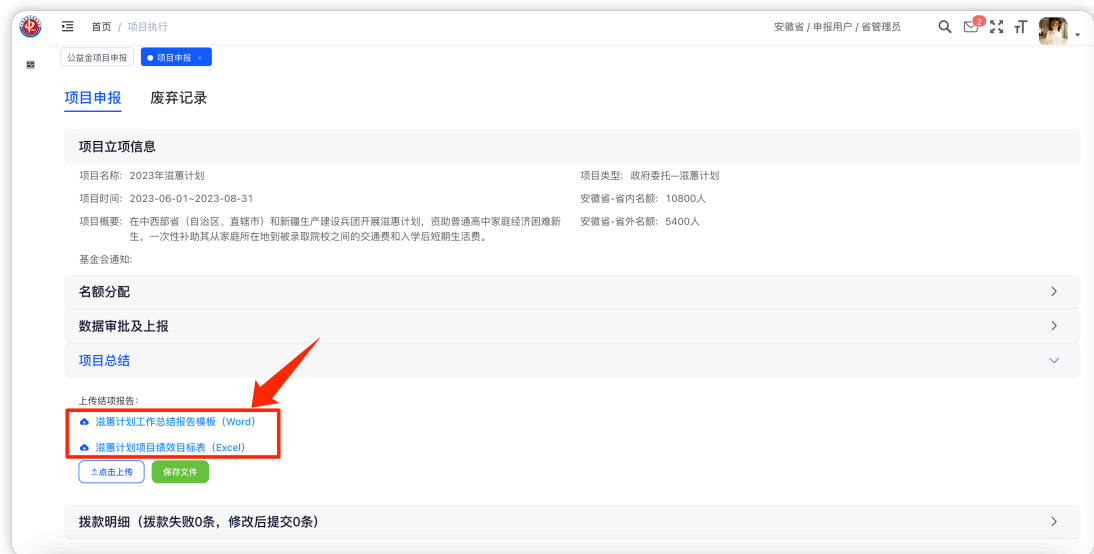 首页 / 项目执行
安徽省 / 申报用户 / 省管理员
2
公益金项目申报
项目申报 ×
项目申报 废弃记录
项目立项信息
项目名称: 2023年滋蕙计划
项目类型: 政府委托—滋蕙计划
项目时间: 2023-06-01~2023-08-31
安徽省-省内名额: 10800人
项目概要: 在中西部省（自治区、直辖市）和新疆生产建设兵团开展滋蕙计划，资助普通高中家庭经济困难新
生，一次性补助其从家庭所在地到被录取院校之间的交通费和入学后短期生活费。
安徽省-省外名额: 5400人
基金会通知:
名额分配
数据审批及上报
项目总结
上传结项报告:
滋蕙计划工作总结报告模板（Word）
滋蕙计划项目绩效目标表（Excel）
点击上传
保存文件
拨款明细（拨款失败0条，修改后提交0条）